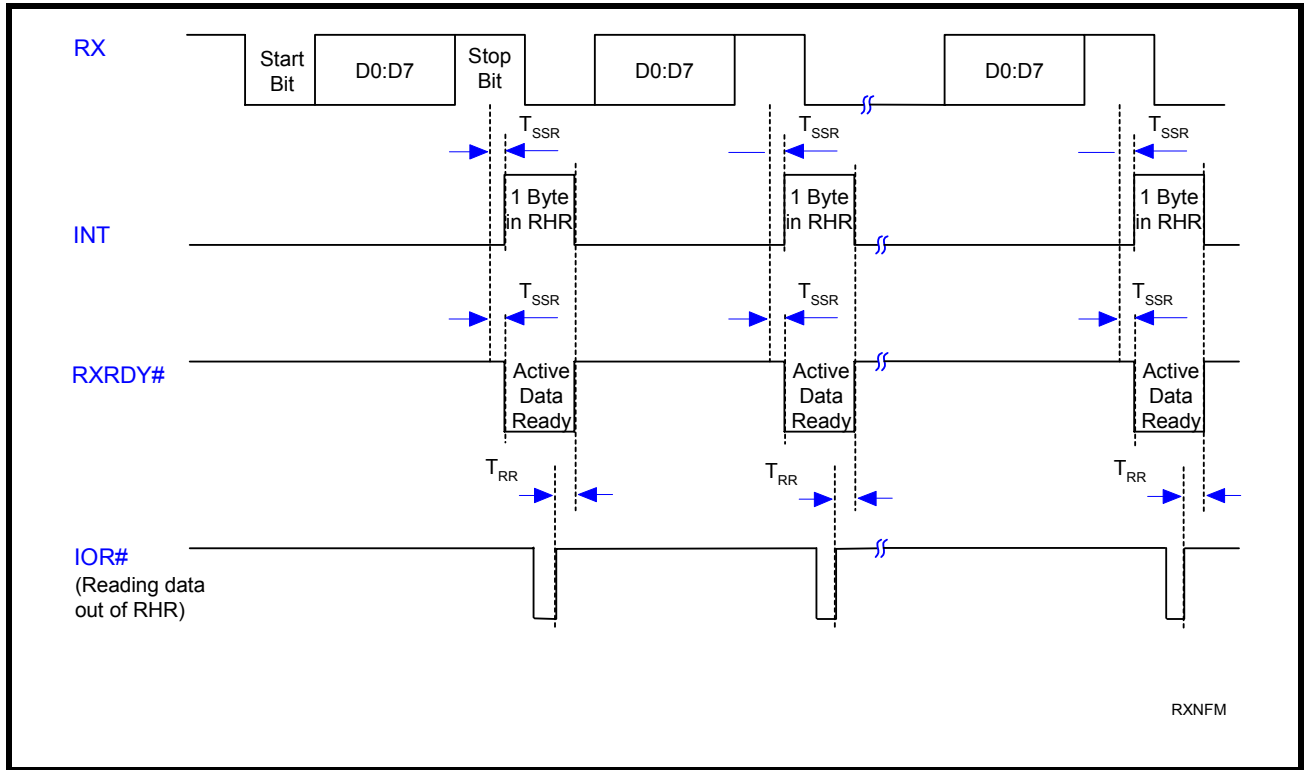 RX
Start
Bit
D0:D7
Stop
Bit
D0:D7
D0:D7
TSSR
TSSR
TSSR
INT
1 Byte
in RHR
1 Byte
in RHR
1 Byte
in RHR
TSSR
TSSR
TSSR
RXRDY#
Active
Data
Ready
Active
Data
Ready
Active
Data
Ready
TRR
TRR
TRR
IOR#
(Reading data
out of RHR)
RXNFM